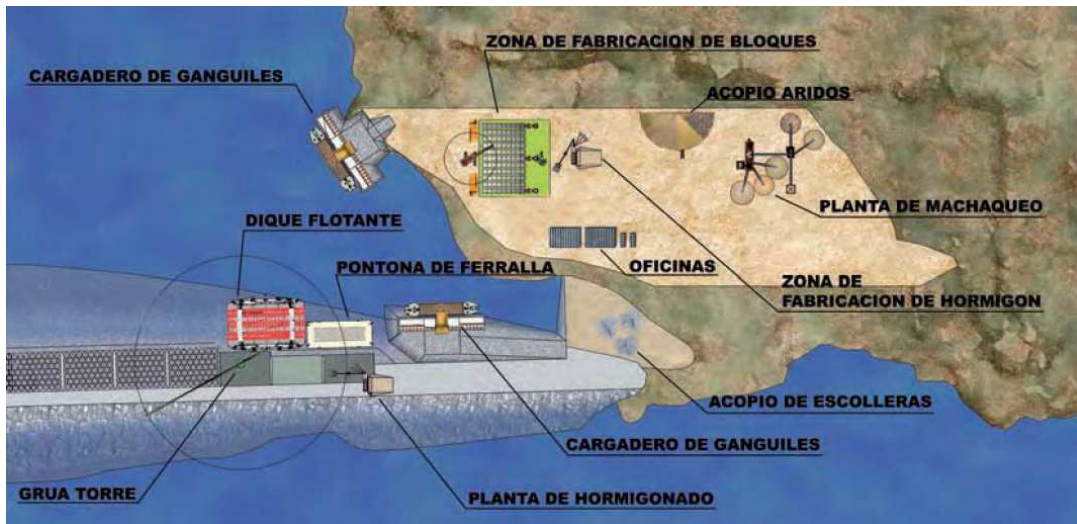 ZONA DE FABRICACION DE BLOQUES
CARGADERO DE GANGUILES
ACOPIO ARIDOS
PLANTA DE MACHAQUEO
DIQUE FLOTANTE
PONTONA DE FERRALLA
OFICINAS
ZONA DE
FABRICACION DE HORMIGON
ACOPIO DE ESCOLLERAS
CARGADERO DE GANGUILES
GRUA TORRE
PLANTA DE HORMIGONADO